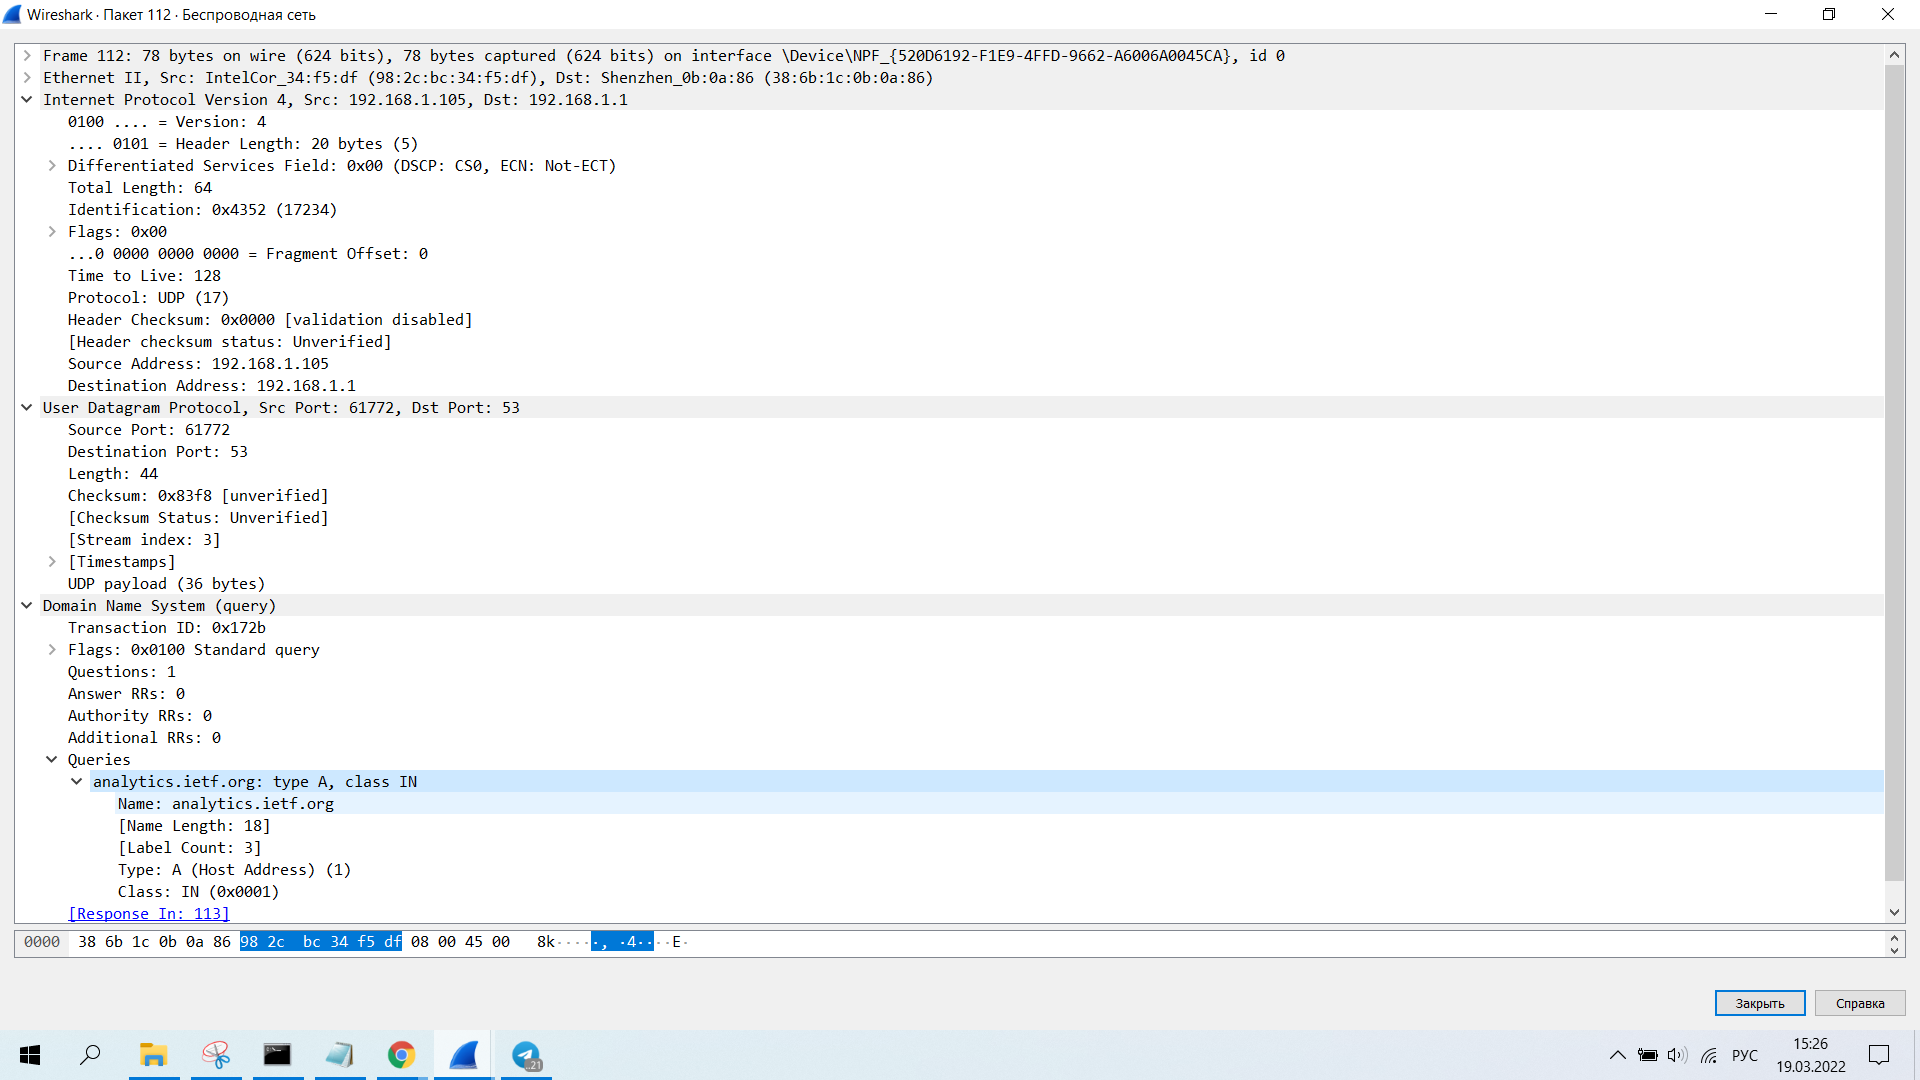 Wireshark · Пакет 112 · Беспроводная сеть
Frame 112: 78 bytes on wire (624 bits), 78 bytes captured (624 bits) on interface \Device\NPF_{520D6192-F1E9-4FFD-9662-A6006A0045CA}, id 0
Ethernet II, Src: IntelCor_34:f5:df (98:2c:bc:34:f5:df), Dst: Shenzhen_0b:0a:86 (38:6b:1c:0b:0a:86)
Internet Protocol Version 4, Src: 192.168.1.105, Dst: 192.168.1.1
0100 .... = Version: 4
.... 0101 = Header Length: 20 bytes (5)
Differentiated Services Field: 0x00 (DSCP: CS0, ECN: Not-ECT)
Total Length: 64
Identification: 0x4352 (17234)
Flags: 0x00
...0 0000 0000 0000 = Fragment Offset: 0
Time to Live: 128
Protocol: UDP (17)
Header Checksum: 0x0000 [validation disabled]
[Header checksum status: Unverified]
Source Address: 192.168.1.105
Destination Address: 192.168.1.1
User Datagram Protocol, Src Port: 61772, Dst Port: 53
Source Port: 61772
Destination Port: 53
Length: 44
Checksum: 0x83f8 [unverified]
[Checksum Status: Unverified]
[Stream index: 3]
[Timestamps]
UDP payload (36 bytes)
Domain Name System (query)
Transaction ID: 0x172b
Flags: 0x0100 Standard query
Questions: 1
Answer RRs: 0
Authority RRs: 0
Additional RRs: 0
Queries
analytics.ietf.org: type A, class IN
Name: analytics.ietf.org
[Name Length: 18]
[Label Count: 3]
Type: A (Host Address) (1)
Class: IN (0x0001)
[Response In: 113]
0000 38 6b 1c 0b 0a 86 98 2c bc 34 f5 df 08 00 45 00 8k·····, ·4····E·
Закрыть Справка
21
РУС
15:26
19.03.2022